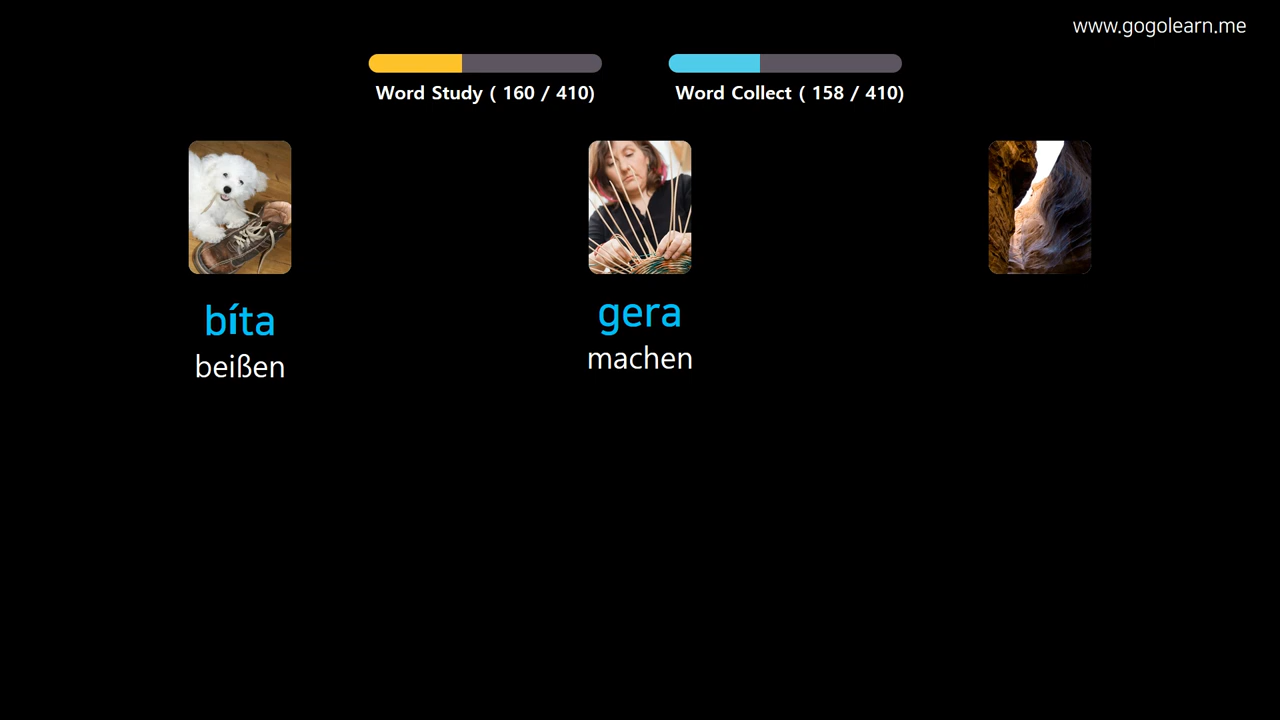 www.gogolearn.me
Word Study ( 160 / 410)
Word Collect ( 158 / 410)
bíta
beißen
gera
machen